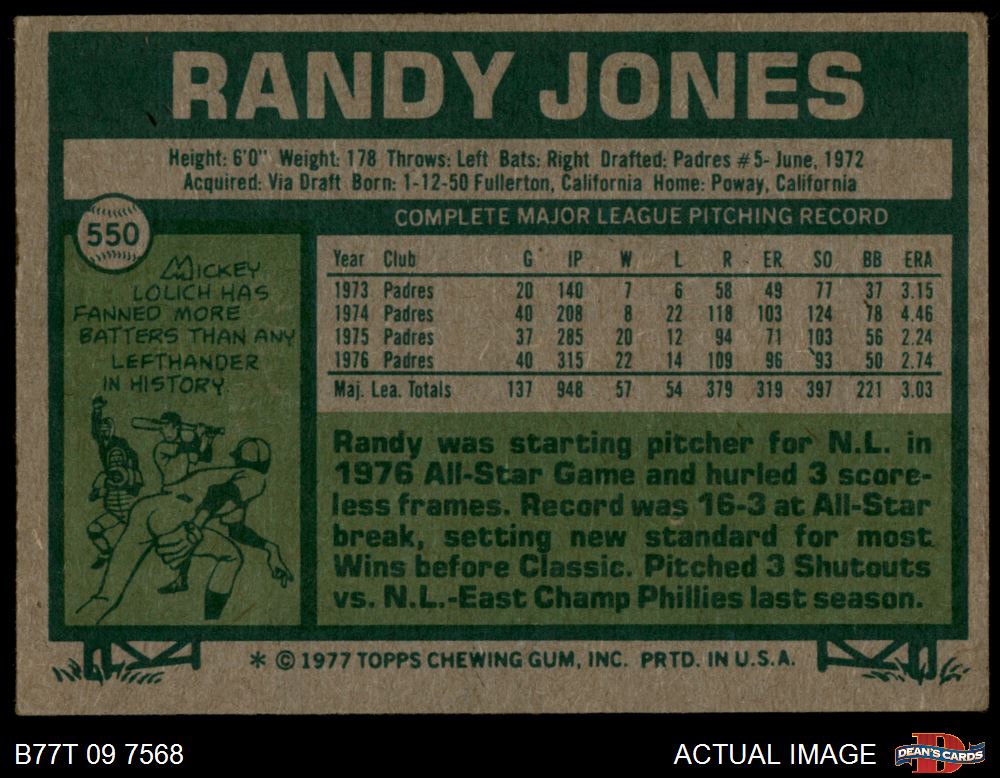 RANDY JONES
Height: 6'0" Weight: 178 Throws: Left Bats: Right Drafted: Padres #5- June, 1972
Acquired: Via Draft Born: 1-12-50 Fullerton, California Home: Poway, California
550
MICKEY
LOLICH HAS
FANNED MORE
BATTERS THAN ANY
LEFTHANDER
IN HISTORY.
COMPLETE MAJOR LEAGUE PITCHING RECORD
Year Club G IP W L R ER SO BB ERA
1973 Padres 20 140 7 6 58 49 77 37 3.15
1974 Padres 40 208 8 22 118 103 124 78 4.46
1975 Padres 37 285 20 12 94 71 103 56 2.24
1976 Padres 40 315 22 14 109 96 93 50 2.74
Maj. Lea. Totals 137 948 57 54 379 319 397 221 3.03
Randy was starting pitcher for N.L. in
1976 All-Star Game and hurled 3 score-
less frames. Record was 16-3 at All-Star
break, setting new standard for most
Wins before Classic. Pitched 3 Shutouts
vs. N.L.-East Champ Phillies last season.
* © 1977 TOPPS CHEWING GUM, INC. PRTD. IN U.S.A.
B77T 09 7568
ACTUAL IMAGE
D
DEAN'S CARDS